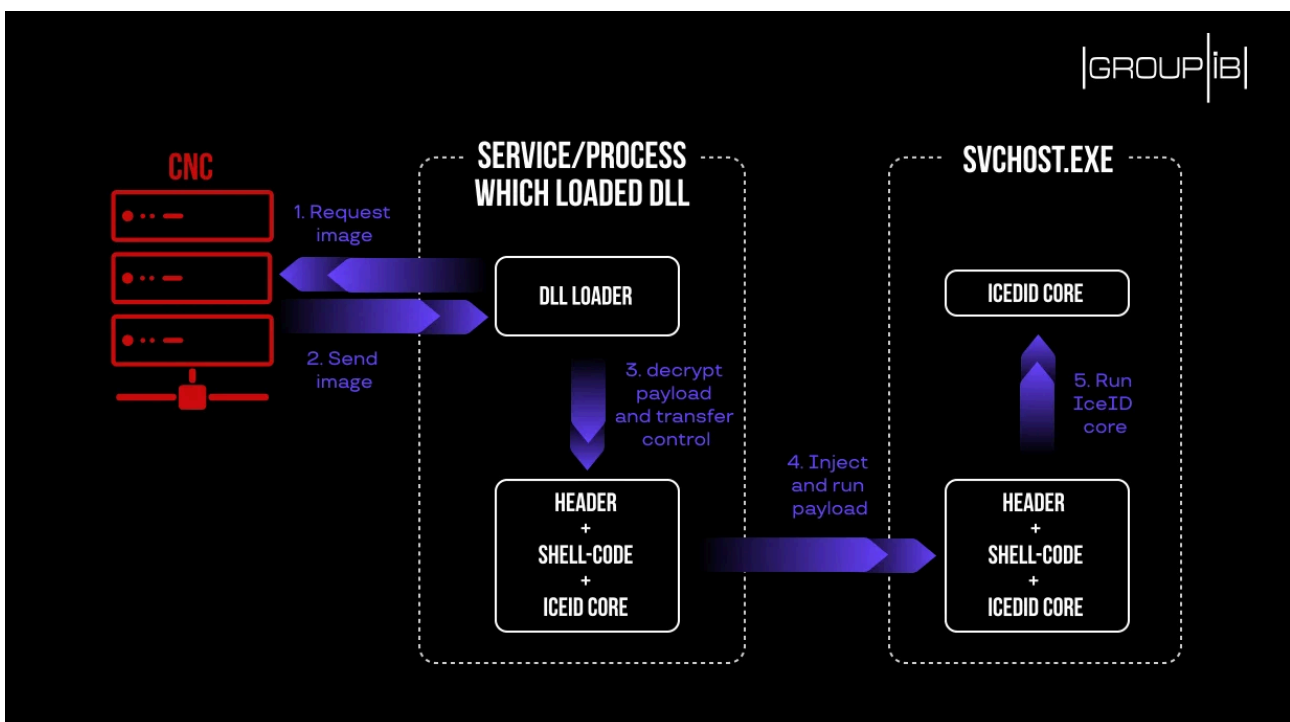 |GROUP|iB|
CNC
SERVICE/PROCESS
WHICH LOADED DLL
SVCHOST.EXE
1. Request
image
DLL LOADER
ICEDID CORE
2. Send
image
3. decrypt
payload
and transfer
control
5. Run
IceID
core
4. Inject
and run
payload
HEADER
+
SHELL-CODE
+
ICEID CORE
HEADER
+
SHELL-CODE
+
ICEDID CORE